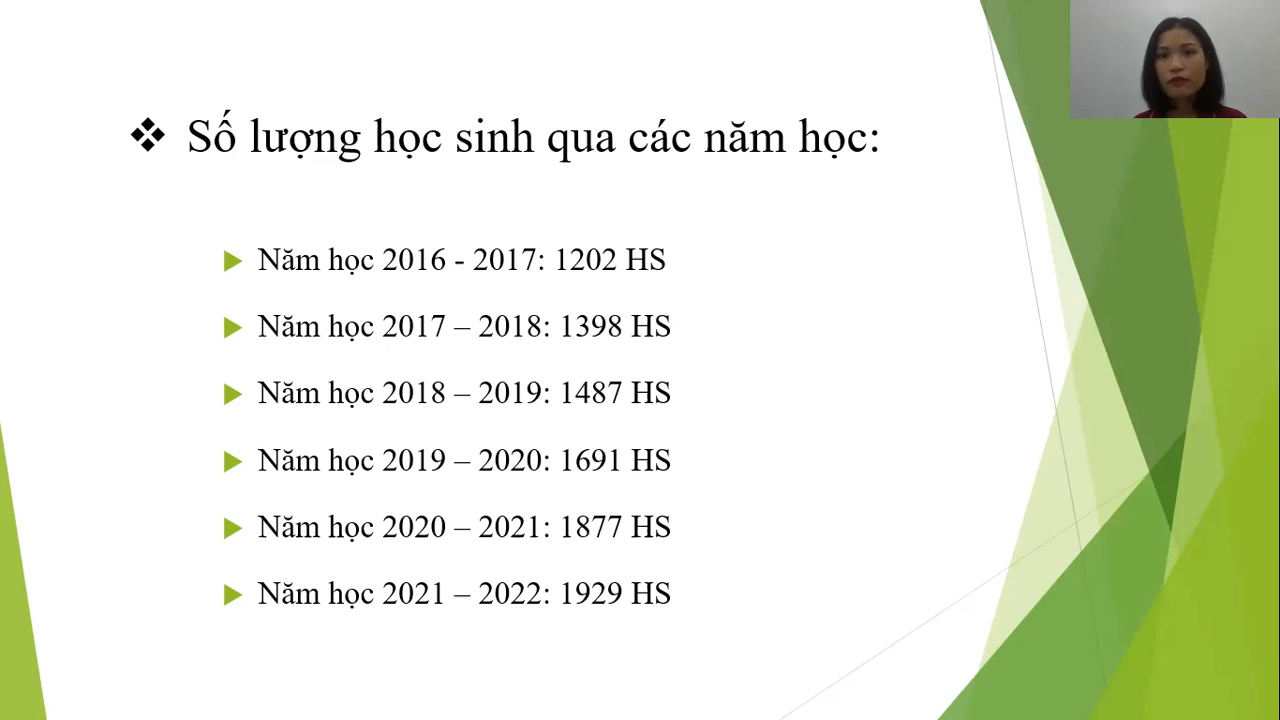 Số lượng học sinh qua các năm học:
Năm học 2016 - 2017: 1202 HS
Năm học 2017 – 2018: 1398 HS
Năm học 2018 – 2019: 1487 HS
Năm học 2019 – 2020: 1691 HS
Năm học 2020 – 2021: 1877 HS
Năm học 2021 – 2022: 1929 HS